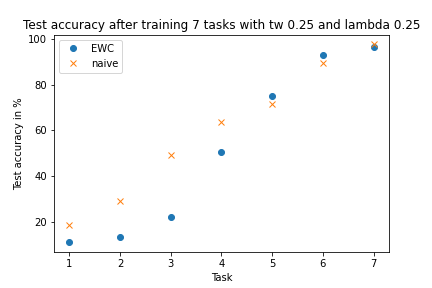 Test accuracy after training 7 tasks with tw 0.25 and lambda 0.25
EWC
naive
100
80
60
40
20
Test accuracy in %
1 2 3 4 5 6 7
Task